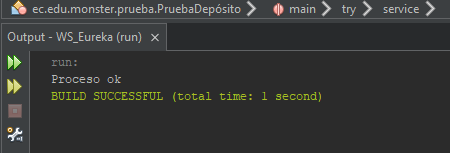 ec.edu.monster.prueba.PruebaDepósito > main > try > service >
Output - WS_Eureka (run) ×
run:
Proceso ok
BUILD SUCCESSFUL (total time: 1 second)